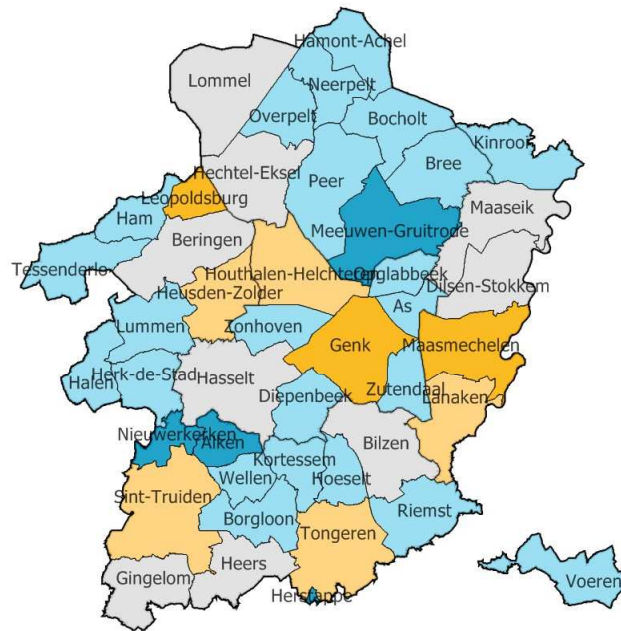 Hamont-Achel
Lommel
Neerpelt
Overpelt
Bocholt
Kinrooi
Hechtel-Eksel
Bree
Peer
Leopoldsburg
Ham
Maaseik
Meeuwen-Gruitrode
Beringen
Tessenderlo
Houthalen-Helchteren
Opglabbeek
Dilsen-Stokkem
Heusden-Zolder
As
Lummen
Zonhoven
Genk
Maasmechelen
Halen
Herk-de-Stad
Hasselt
Zutendaal
Lanaken
Diepenbeek
Nieuwerkerken
Alken
Bilzen
Kortessem
Wellen
Hoeselt
Sint-Truiden
Riemst
Borgloon
Tongeren
Heers
Gingelom
Voeren
Herstappe